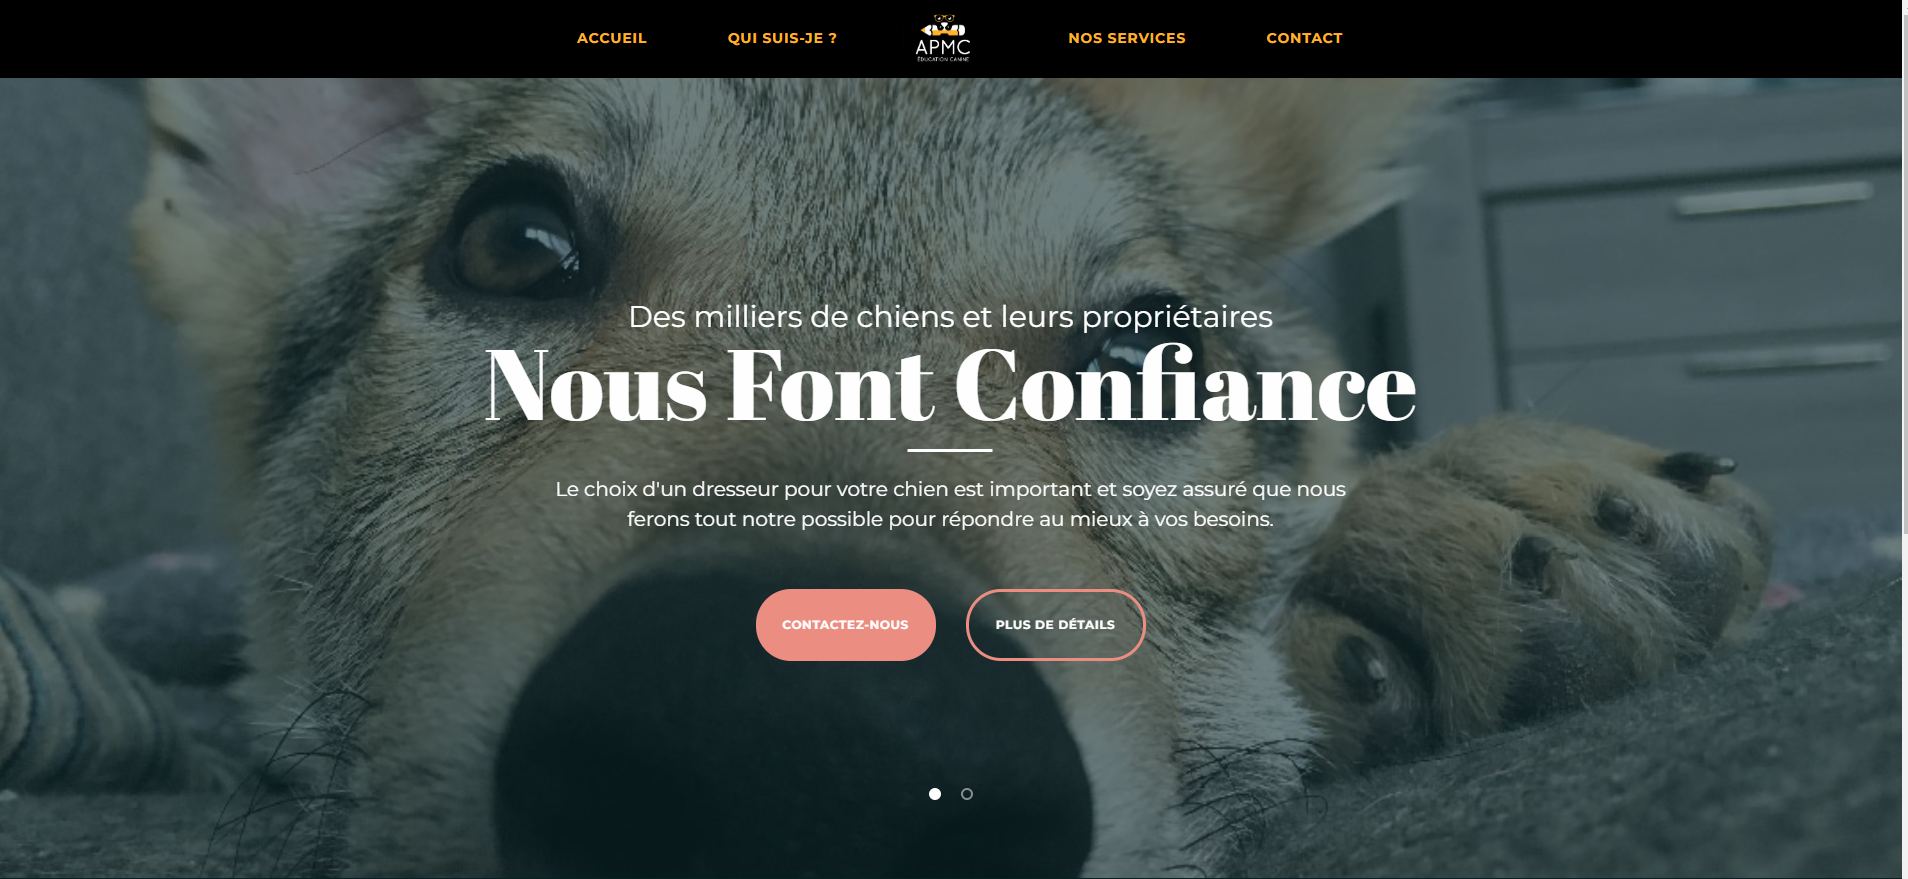 ACCUEIL
QUI SUIS-JE ?
APMC
ÉDUCATION CANINE
NOS SERVICES
CONTACT
Des milliers de chiens et leurs propriétaires
Nous Font Confiance
Le choix d'un dresseur pour votre chien est important et soyez assuré que nous
ferons tout notre possible pour répondre au mieux à vos besoins.
CONTACTEZ-NOUS
PLUS DE DÉTAILS